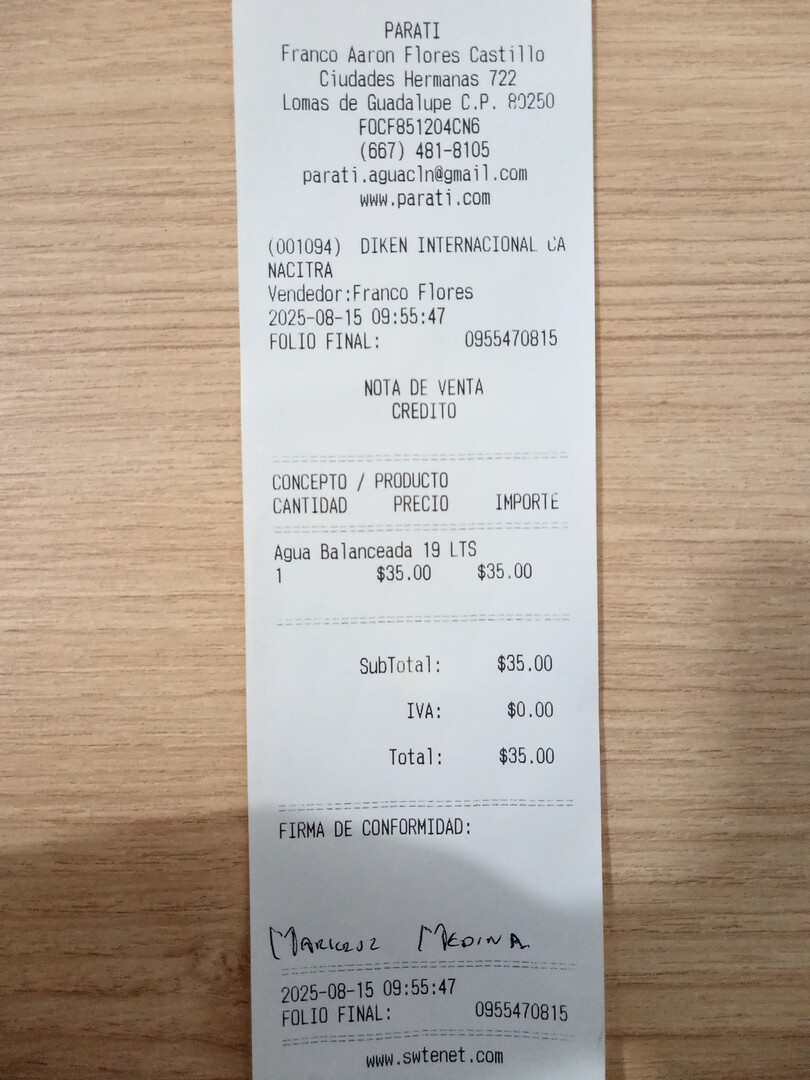 PARATI
Franco Aaron Flores Castillo
Ciudades Hermanas 722
Lomas de Guadalupe C.P. 80250
FOCF851204CN6
(667) 481-8105
parati.aguacln@gmail.com
www.parati.com
(001094) DIKEN INTERNACIONAL CA
NACITRA
Vendedor:Franco Flores
2025-08-15 09:55:47
FOLIO FINAL: 0955470815
NOTA DE VENTA
CREDITO
CONCEPTO / PRODUCTO
CANTIDAD PRECIO IMPORTE
Agua Balanceada 19 LTS
1 $35.00 $35.00
SubTotal: $35.00
IVA: $0.00
Total: $35.00
FIRMA DE CONFORMIDAD:
Maricruz Medina
2025-08-15 09:55:47
FOLIO FINAL: 0955470815
www.swtenet.com